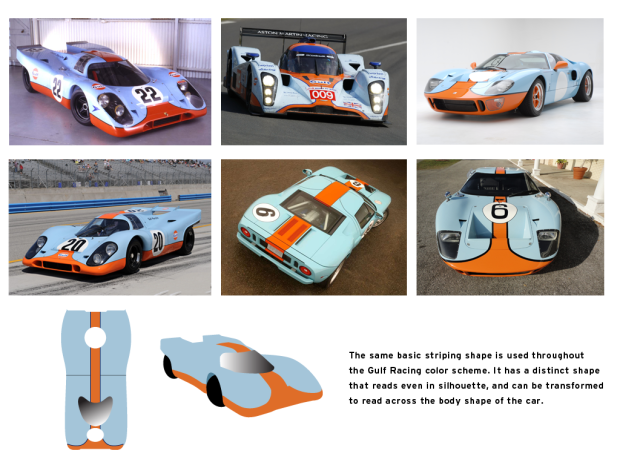 22
22
ASTON MARTIN RACING
009
20
20
6
6
The same basic striping shape is used throughout
the Gulf Racing color scheme. It has a distinct shape
that reads even in silhouette, and can be transformed
to read across the body shape of the car.